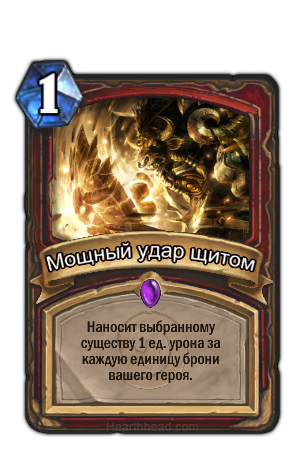 1
Мощный удар щитом
Наносит выбранному
существу 1 ед. урона за
каждую единицу брони
вашего героя.
Hearthhead.com